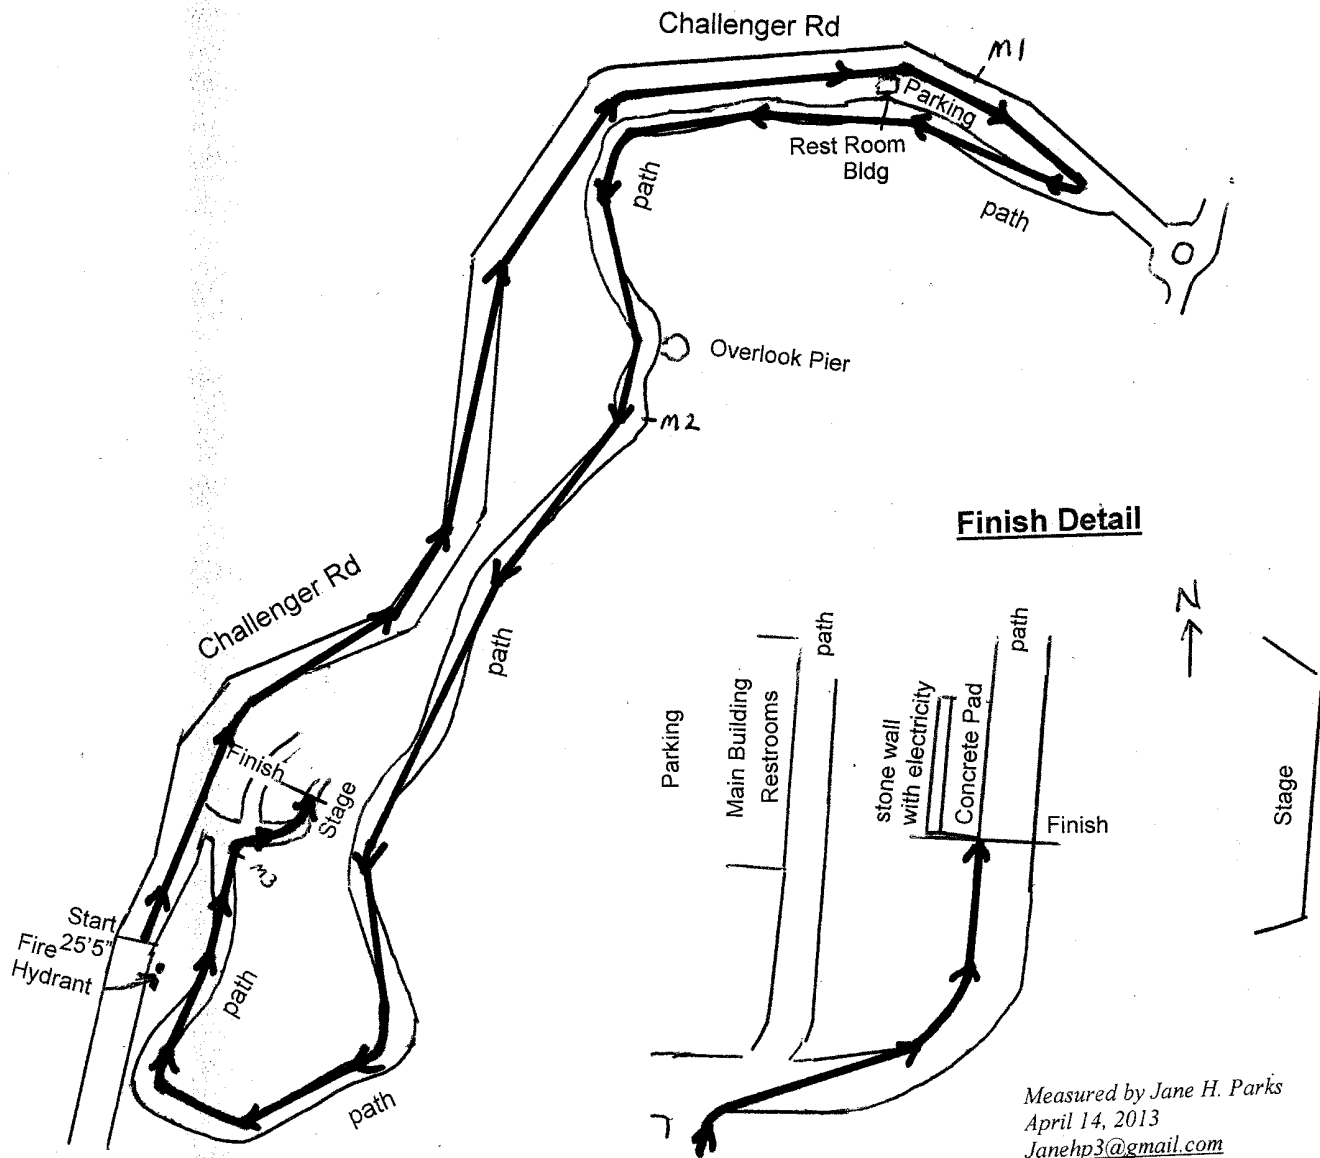 Challenger Rd
M1
Parking
Rest Room
Bldg
path
path
Overlook Pier
M2
Finish Detail
N
Challenger Rd
path
path
path
Finish
Stage
M3
Start
25'5"
Fire
Hydrant
path
path
Parking
Main Building
Restrooms
stone wall
with electricity
Concrete Pad
Finish
Stage
Measured by Jane H. Parks
April 14, 2013
Janehp3@gmail.com